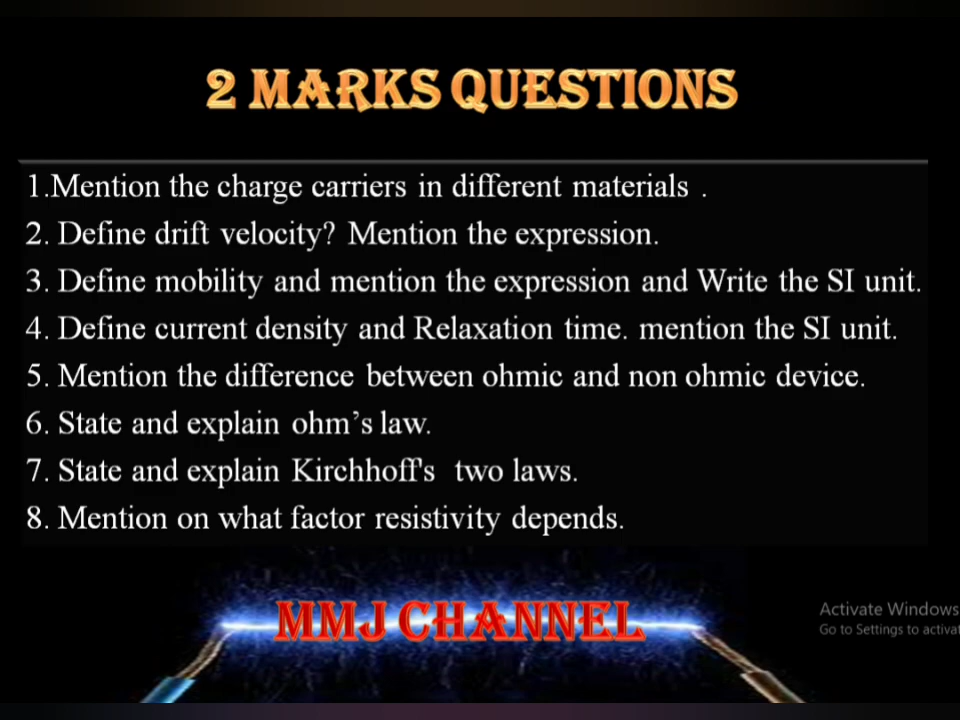 2 MARKS QUESTIONS
1.Mention the charge carriers in different materials .
2. Define drift velocity? Mention the expression.
3. Define mobility and mention the expression and Write the SI unit.
4. Define current density and Relaxation time. mention the SI unit.
5. Mention the difference between ohmic and non ohmic device.
6. State and explain ohm's law.
7. State and explain Kirchhoff's two laws.
8. Mention on what factor resistivity depends.
MMJ CHANNEL
Activate Windows
Go to Settings to activat